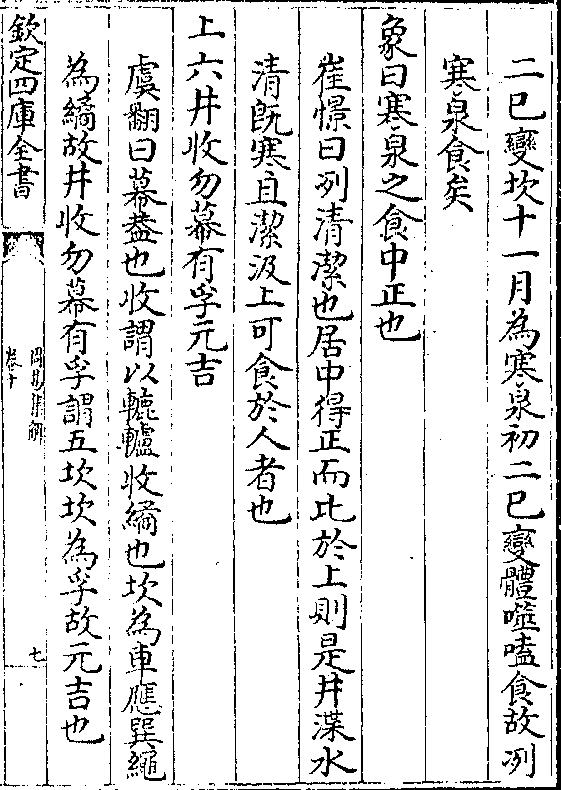 二已變坎十一月為寒泉初二已變體噬嗑食故冽
寒泉食矣
象曰寒泉之食中正也
崔憬曰冽清潔也居中得正而比於上則是井渫水
清旣寒且潔汲上可食於人者也
上六井收勿幕有孚元吉
虞翻曰幕葢也收謂以轆轤收繘也坎為車應巽繩
為繘故井收勿幕有孚謂五坎坎為孚故元吉也
欽定四庫全書
周易集解
卷十
七